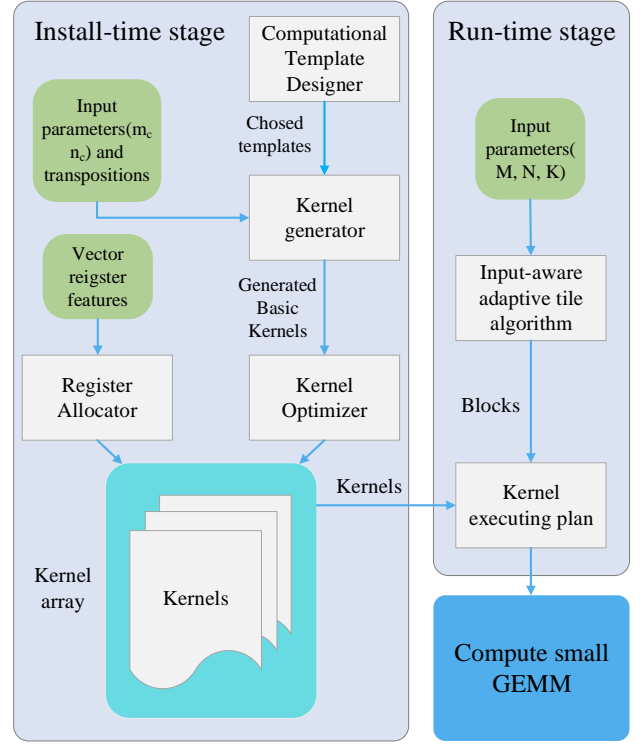 Install-time stage
Computational
Template
Designer
Input
parameters(m_c
n_c) and
transpositions
Chosed
templates
Kernel
generator
Vector
reigster
features
Generated
Basic
Kernels
Register
Allocator
Kernel
Optimizer
Kernel
array
Kernels
Kernels
Run-time stage
Input
parameters(
M, N, K)
Input-aware
adaptive tile
algorithm
Blocks
Kernel
executing plan
Compute small
GEMM